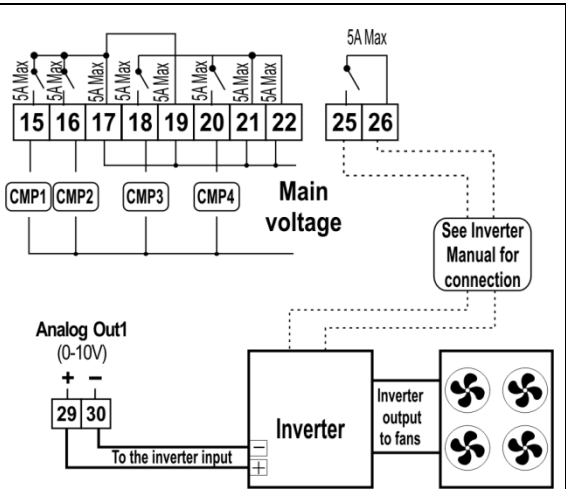 5A Max
5A Max
5A Max
5A Max
5A Max
5A Max
5A Max
5A Max
15 16 17 18 19 20 21 22
25 26
CMP1 CMP2 CMP3 CMP4
Main
voltage
See Inverter
Manual for
connection
Analog Out1
(0-10V)
+ −
29 30
To the inverter input
−
+
Inverter
Inverter
output
to fans